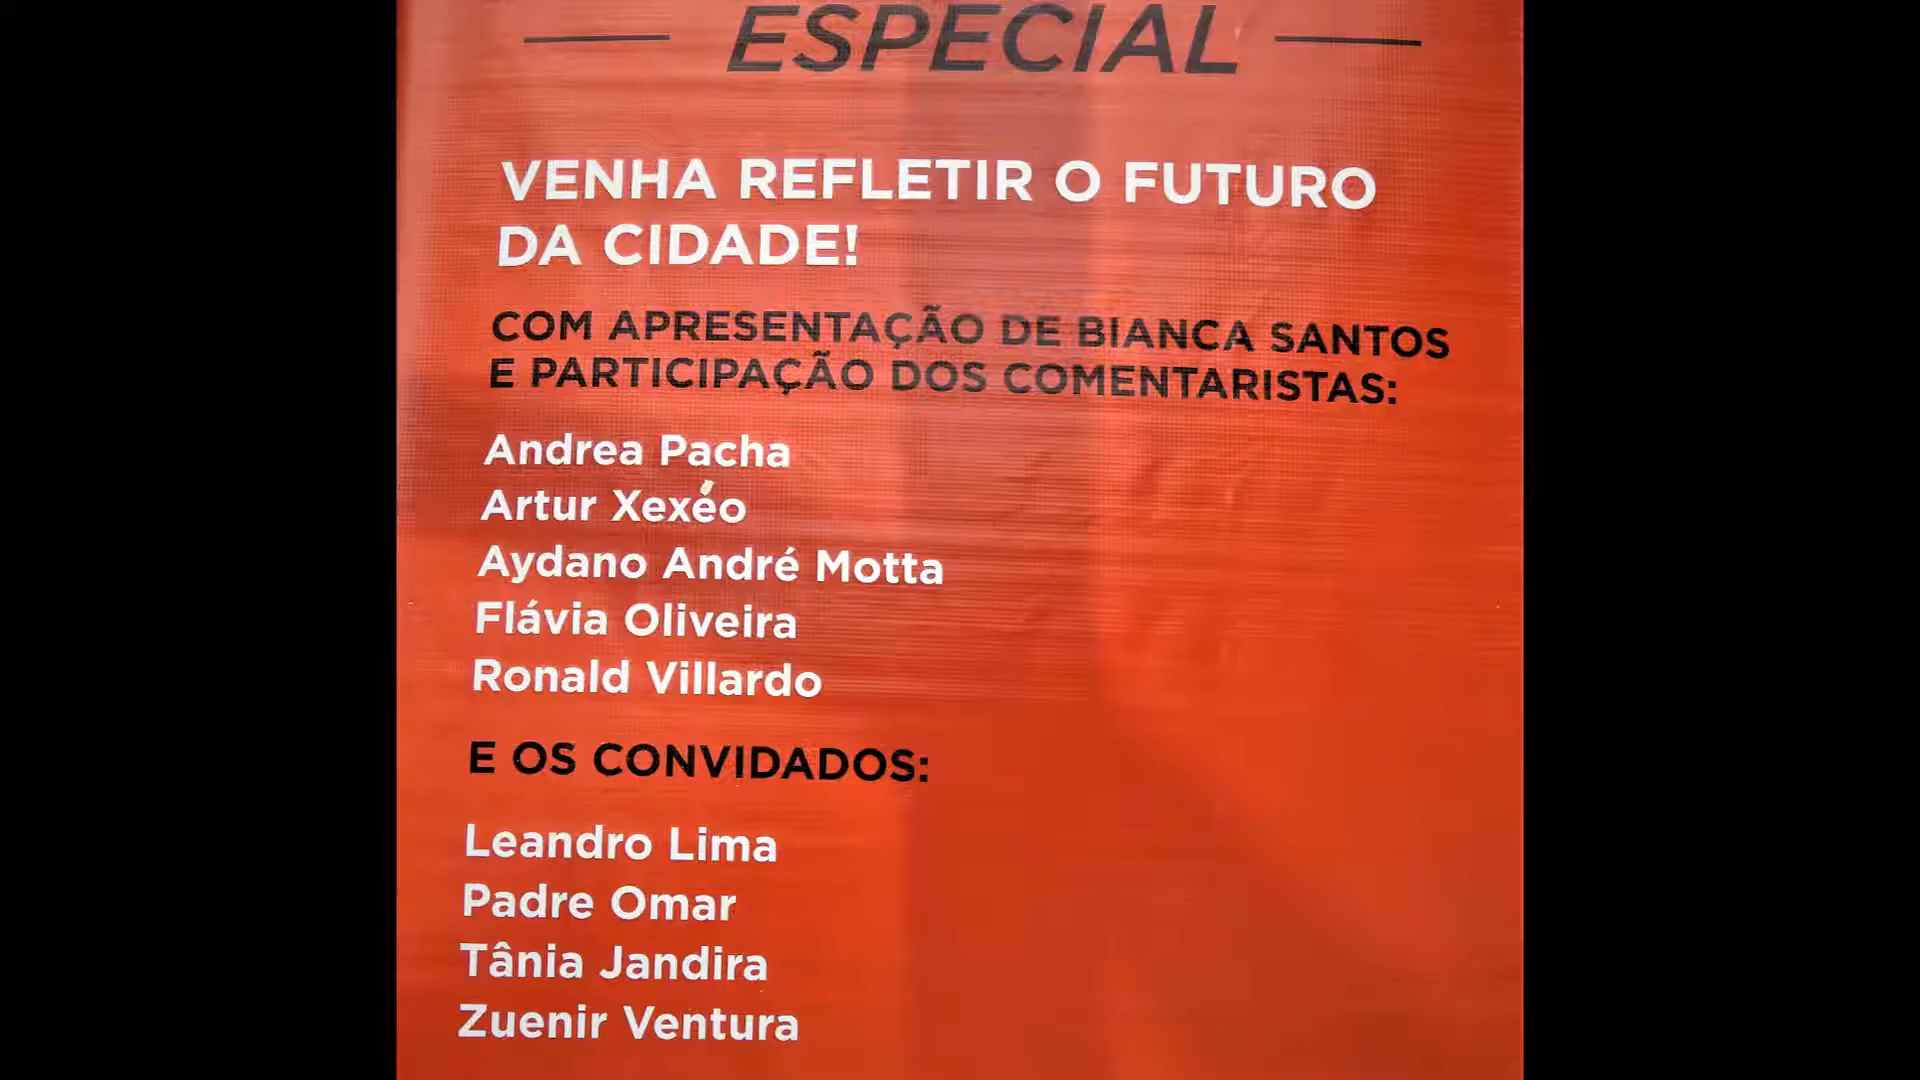 ESPECIAL
VENHA REFLETIR O FUTURO
DA CIDADE!
COM APRESENTAÇÃO DE BIANCA SANTOS
E PARTICIPAÇÃO DOS COMENTARISTAS:
Andrea Pacha
Artur Xexéo
Aydano André Motta
Flávia Oliveira
Ronald Villardo
E OS CONVIDADOS:
Leandro Lima
Padre Omar
Tânia Jandira
Zuenir Ventura